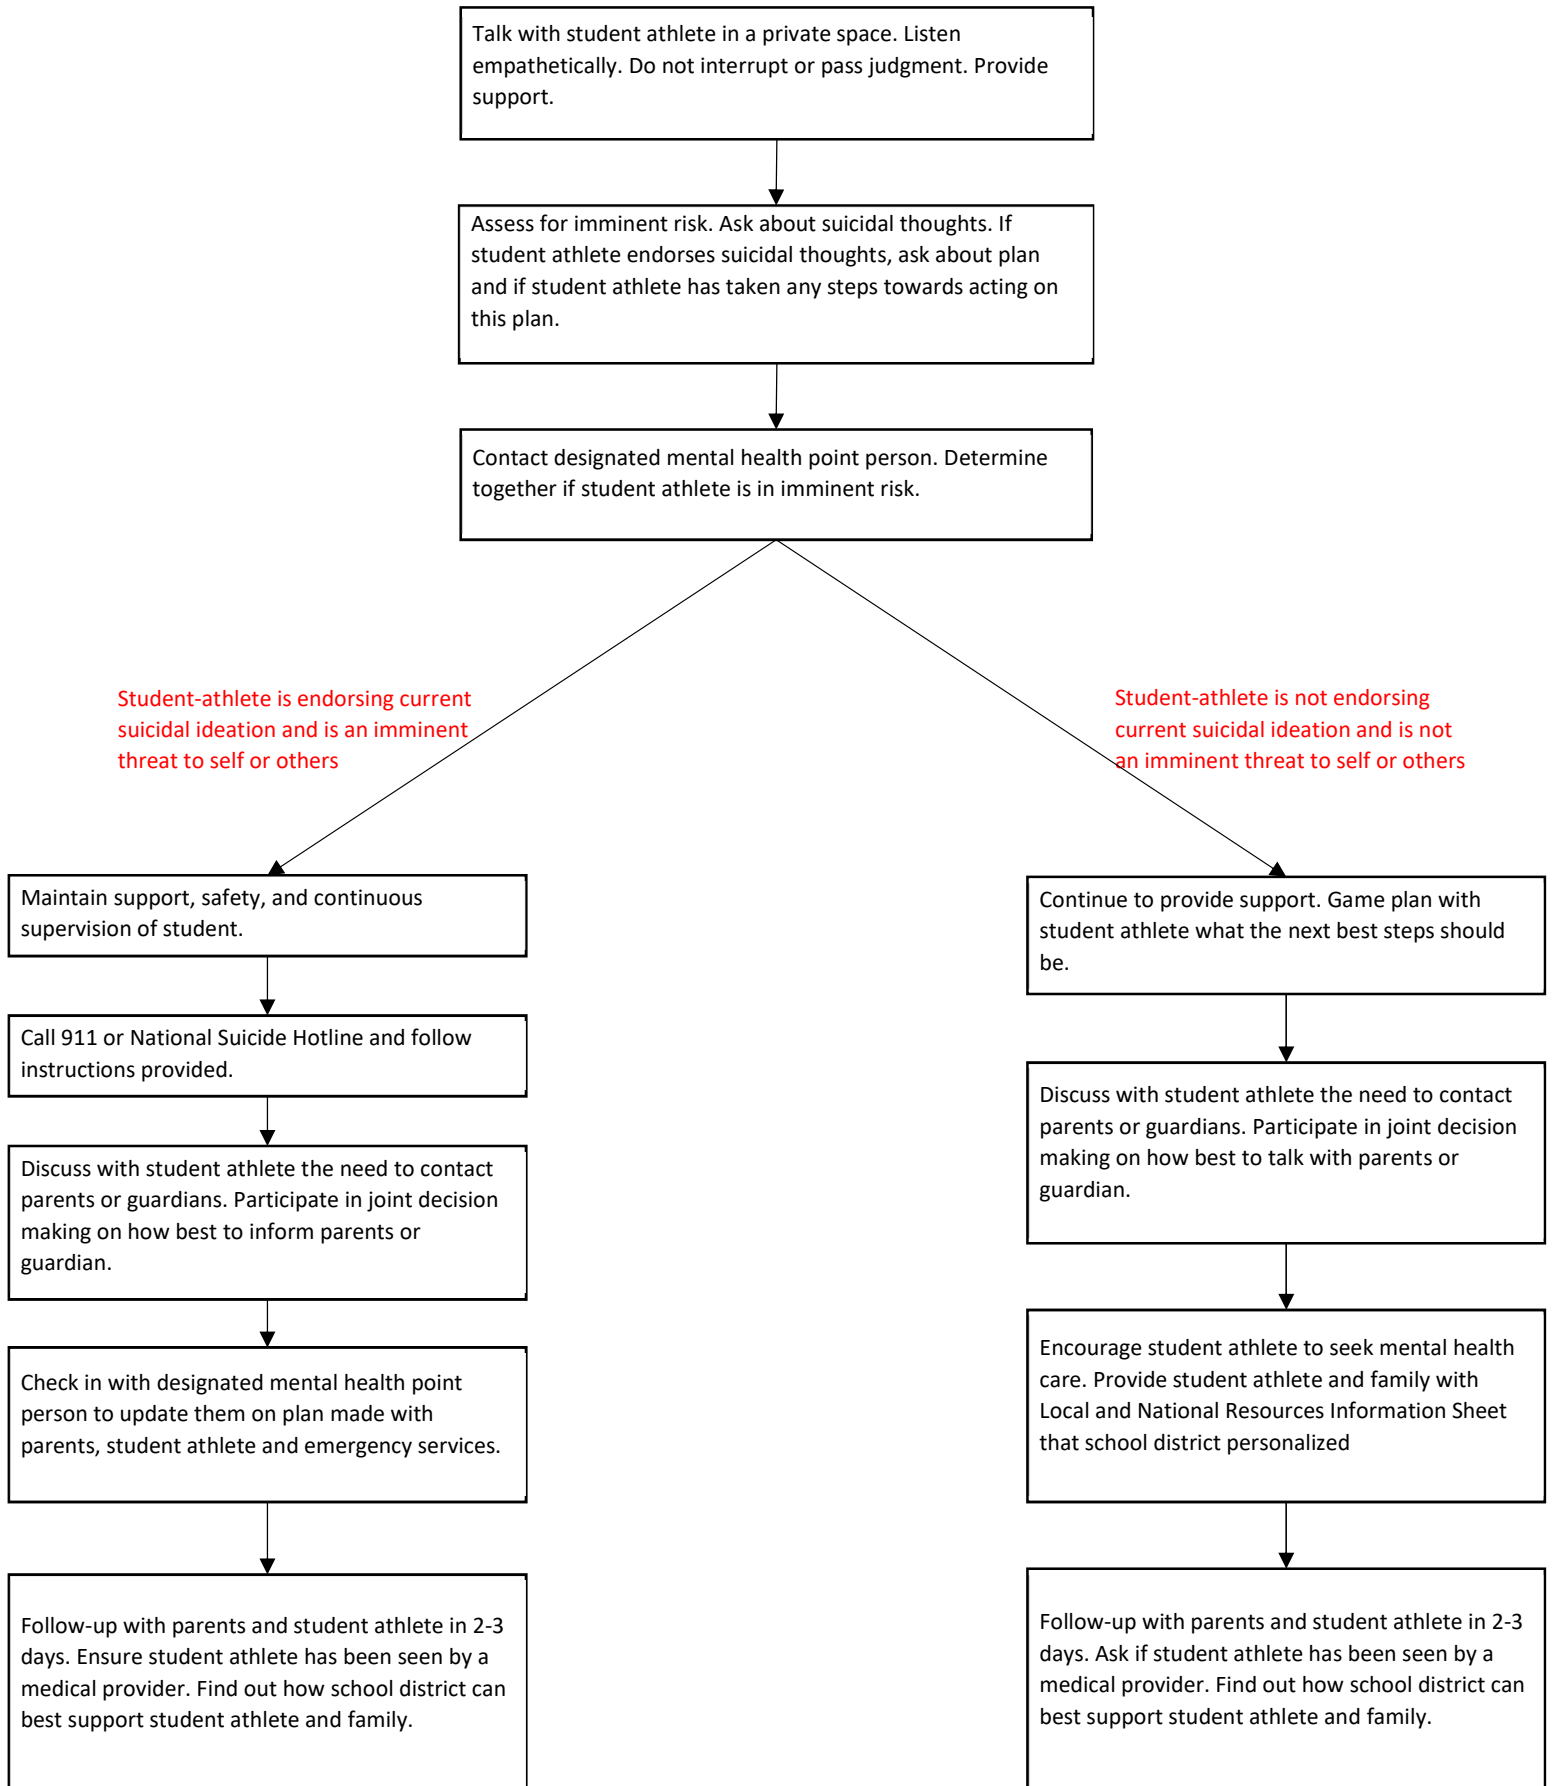 Talk with student athlete in a private space. Listen
empathetically. Do not interrupt or pass judgment. Provide
support.
Assess for imminent risk. Ask about suicidal thoughts. If
student athlete endorses suicidal thoughts, ask about plan
and if student athlete has taken any steps towards acting on
this plan.
Contact designated mental health point person. Determine
together if student athlete is in imminent risk.
Student-athlete is endorsing current
suicidal ideation and is an imminent
threat to self or others
Maintain support, safety, and continuous
supervision of student.
Call 911 or National Suicide Hotline and follow
instructions provided.
Discuss with student athlete the need to contact
parents or guardians. Participate in joint decision
making on how best to inform parents or
guardian.
Check in with designated mental health point
person to update them on plan made with
parents, student athlete and emergency services.
Follow-up with parents and student athlete in 2-3
days. Ensure student athlete has been seen by a
medical provider. Find out how school district can
best support student athlete and family.
Student-athlete is not endorsing
current suicidal ideation and is not
an imminent threat to self or others
Continue to provide support. Game plan with
student athlete what the next best steps should
be.
Discuss with student athlete the need to contact
parents or guardians. Participate in joint decision
making on how best to talk with parents or
guardian.
Encourage student athlete to seek mental health
care. Provide student athlete and family with
Local and National Resources Information Sheet
that school district personalized
Follow-up with parents and student athlete in 2-3
days. Ask if student athlete has been seen by a
medical provider. Find out how school district can
best support student athlete and family.